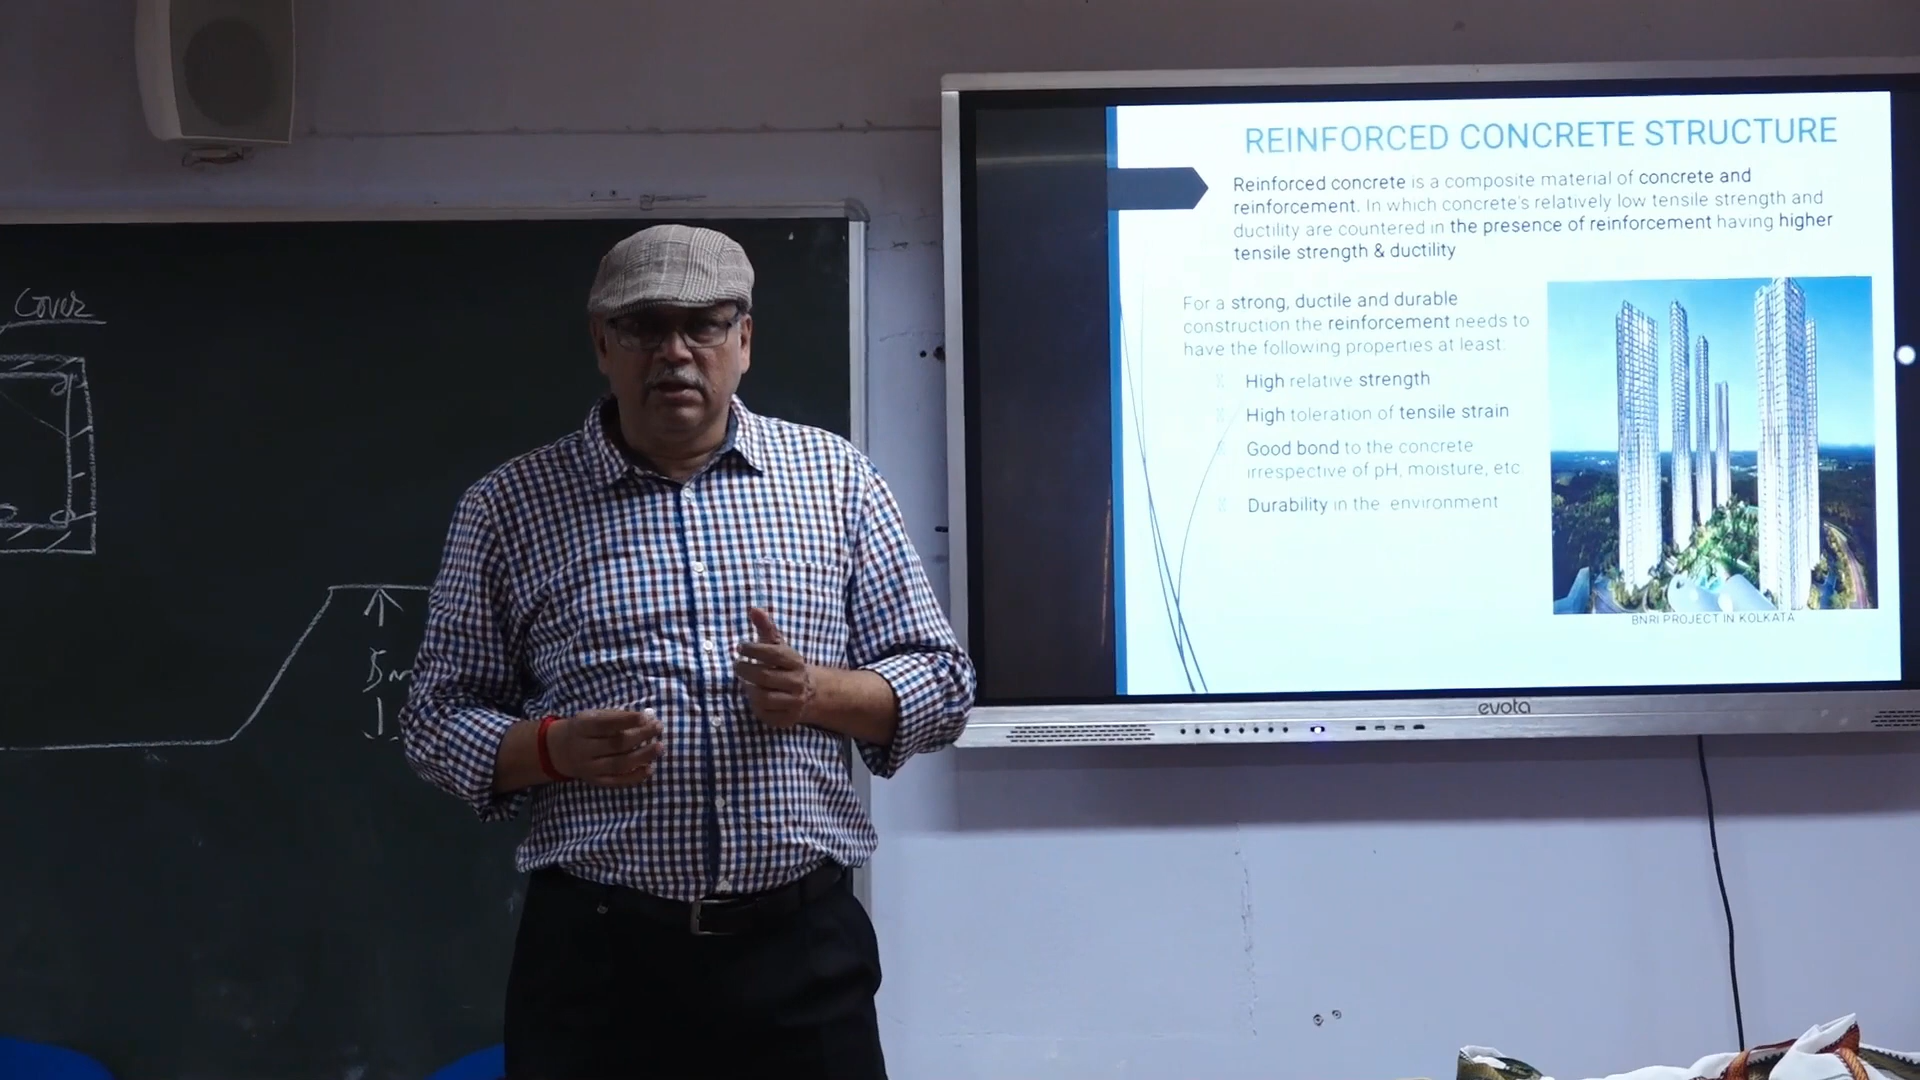 Cover
REINFORCED CONCRETE STRUCTURE
Reinforced concrete is a composite material of concrete and
reinforcement. In which concrete's relatively low tensile strength and
ductility are countered in the presence of reinforcement having higher
tensile strength & ductility
For a strong, ductile and durable
construction the reinforcement needs to
have the following properties at least:
High relative strength
High toleration of tensile strain
Good bond to the concrete
irrespective of pH, moisture, etc
Durability in the environment
BNRI PROJECT IN KOLKATA
evota